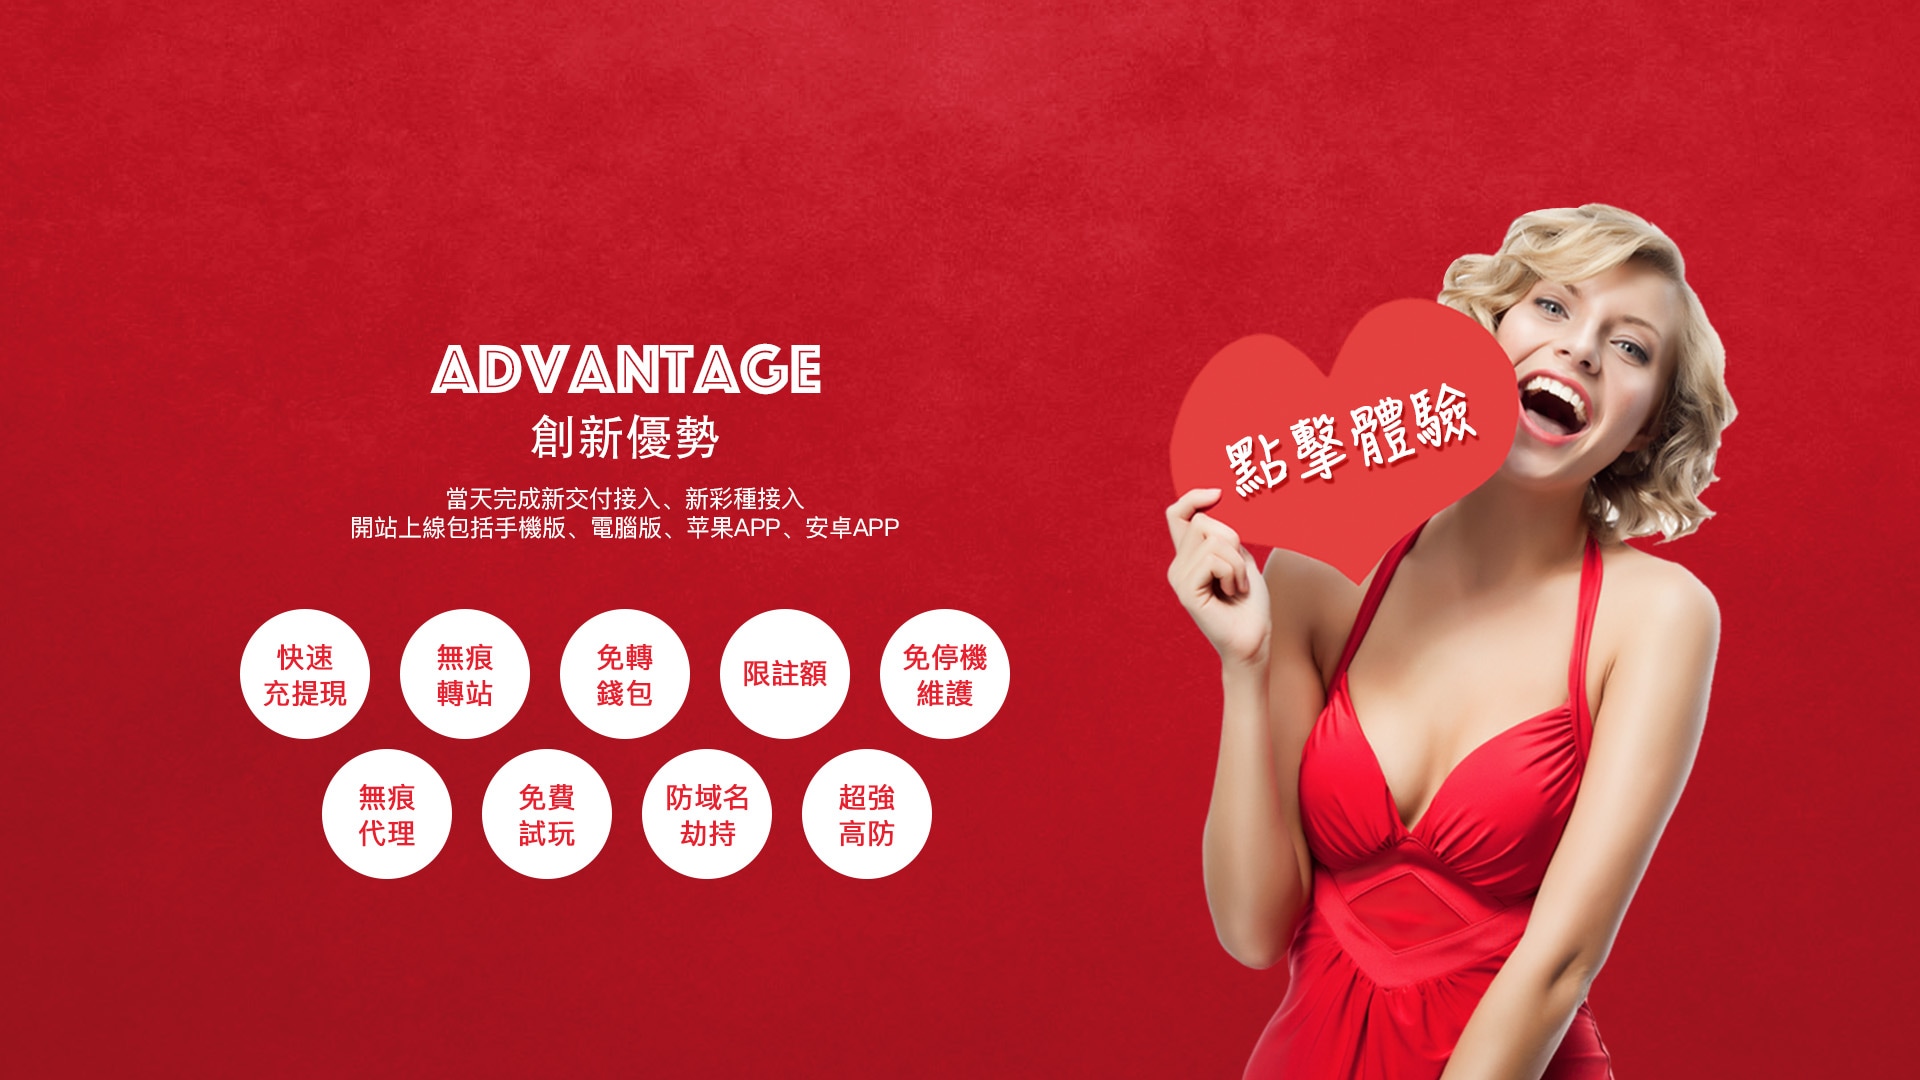 ADVANTAGE
創新優勢
當天完成新交付接入、新彩種接入
開站上線包括手機版、電腦版、苹果APP、安卓APP
點擊體驗
快速
充提現
無痕
轉站
免轉
錢包
限註額
免停機
維護
無痕
代理
免費
試玩
防域名
劫持
超強
高防